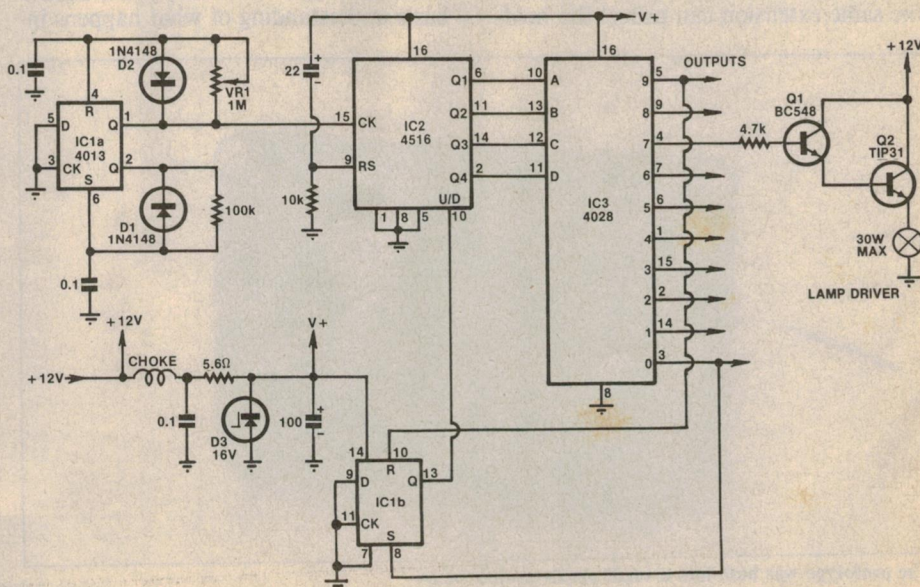 V+
V+
+12V
16
16
1N4148
D2
VR1
1M
0.1
4
R
5
D
Q
1
IC1a
4013
3
CK
Q
2
S
6
D1
1N4148
100k
0.1
22
+
-
10k
15
CK
IC2
4516
9
RS
Q1
6
Q2
11
Q3
14
Q4
2
U/D
10
1
8
5
10
A
13
B
12
C
11
D
IC3
4028
8
OUTPUTS
9
5
8
9
7
4
6
7
5
6
4
1
3
15
2
2
1
14
0
3
4.7k
Q1
BC548
Q2
TIP31
30W
MAX
LAMP DRIVER
+12V
V+
+12V
CHOKE
5.6Ω
0.1
D3
16V
100
+
-
14
10
R
9
D
Q
13
IC1b
11
CK
S
7
8